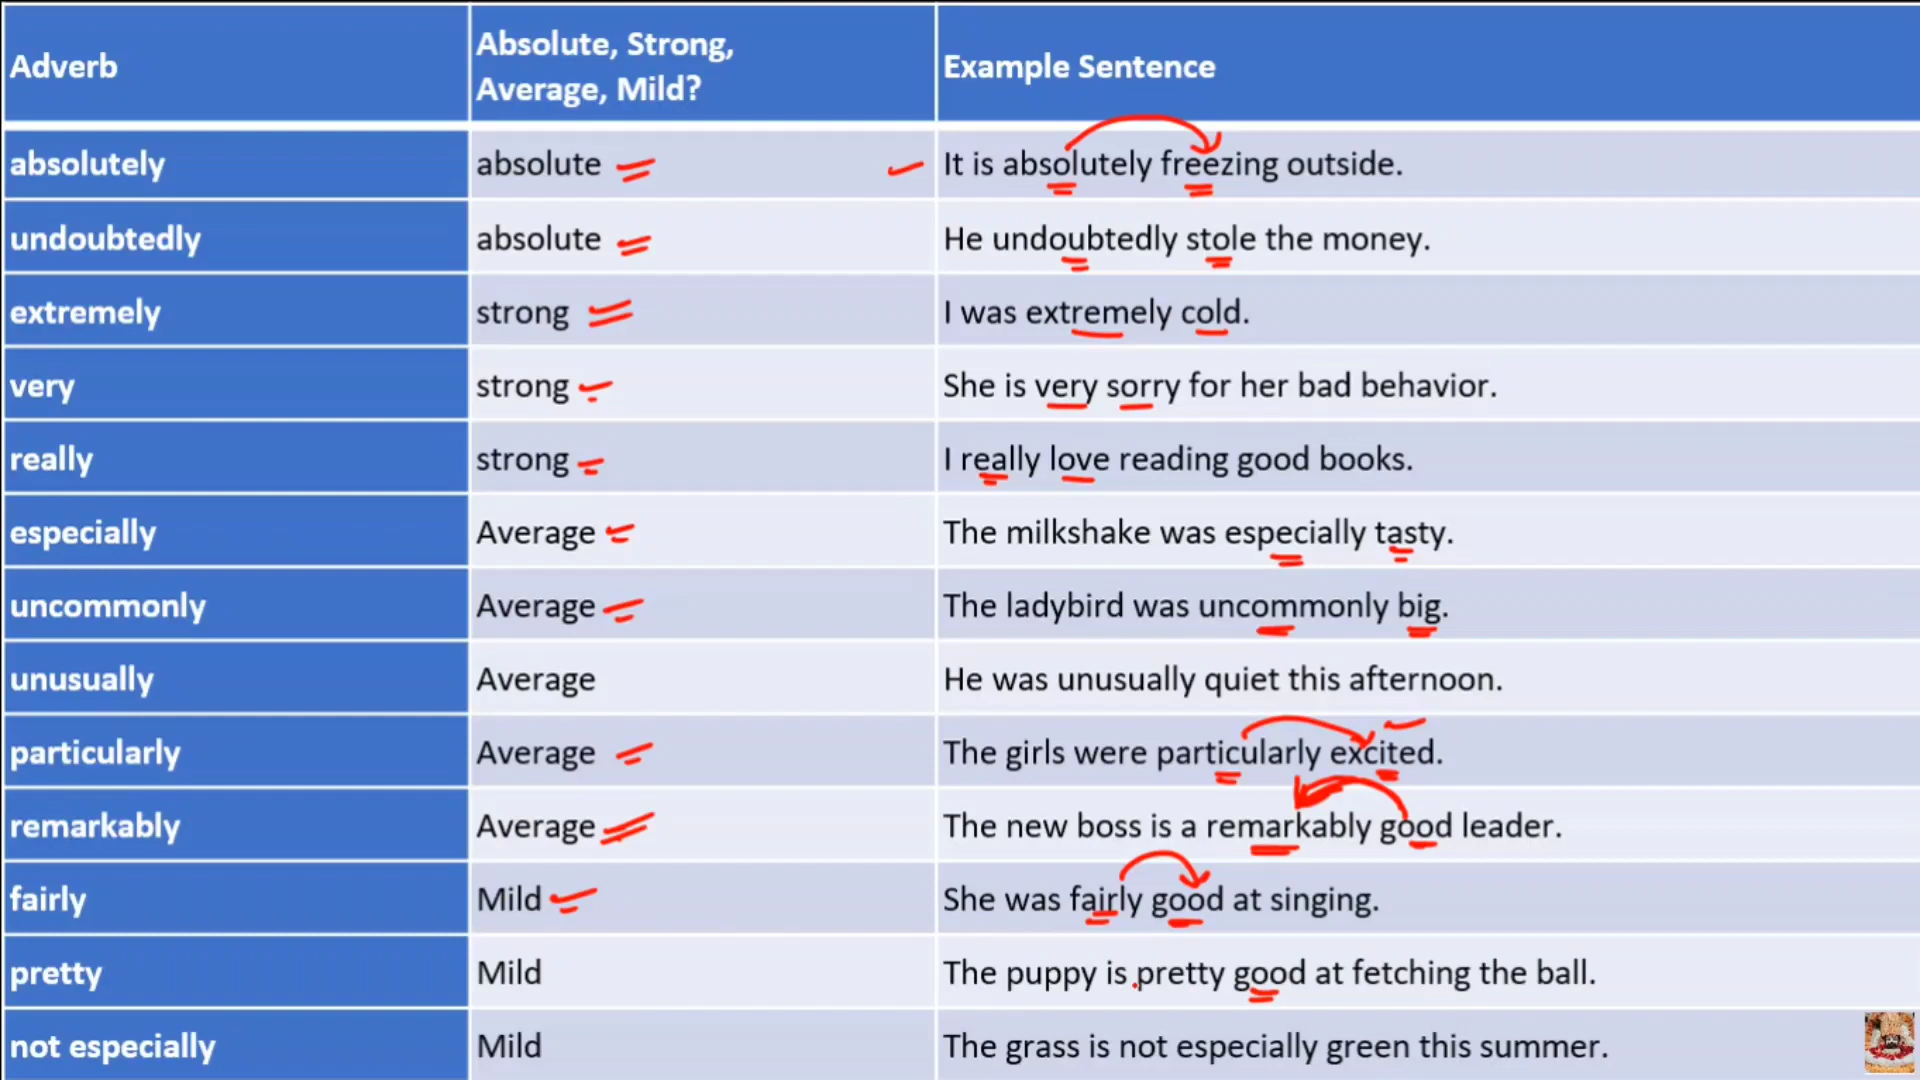 Adverb
Absolute, Strong,
Average, Mild?
Example Sentence
absolutely
absolute
It is absolutely freezing outside.
undoubtedly
absolute
He undoubtedly stole the money.
extremely
strong
I was extremely cold.
very
strong
She is very sorry for her bad behavior.
really
strong
I really love reading good books.
especially
Average
The milkshake was especially tasty.
uncommonly
Average
The ladybird was uncommonly big.
unusually
Average
He was unusually quiet this afternoon.
particularly
Average
The girls were particularly excited.
remarkably
Average
The new boss is a remarkably good leader.
fairly
Mild
She was fairly good at singing.
pretty
Mild
The puppy is pretty good at fetching the ball.
not especially
Mild
The grass is not especially green this summer.